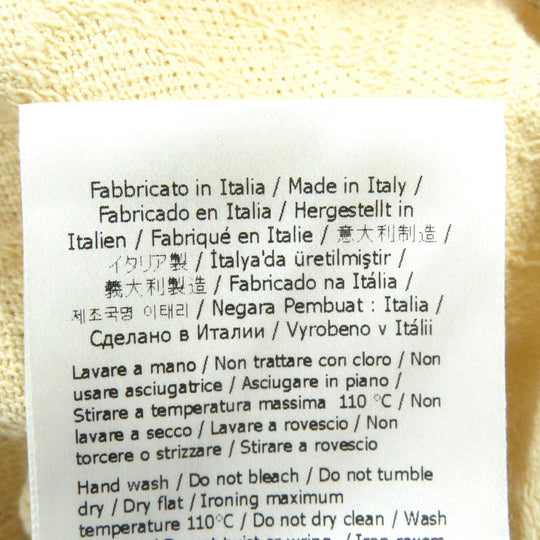 Fabbricato in Italia / Made in Italy /
Fabricado en Italia / Hergestellt in
Italien / Fabriqué en Italie / 意大利制造 /
イタリア製 / İtalya'da üretilmiştir /
義大利製造 / Fabricado na Itália /
제조국명 이태리 / Negara Pembuat : Italia /
Сделано в Италии / Vyrobeno v Itálii
Lavare a mano / Non trattare con cloro / Non
usare asciugatrice / Asciugare in piano /
Stirare a temperatura massima 110 °C / Non
lavare a secco / Lavare a rovescio / Non
torcere o strizzare / Stirare a rovescio
Hand wash / Do not bleach / Do not tumble
dry / Dry flat / Ironing maximum
temperature 110°C / Do not dry clean / Wash
twist or wring / Iron